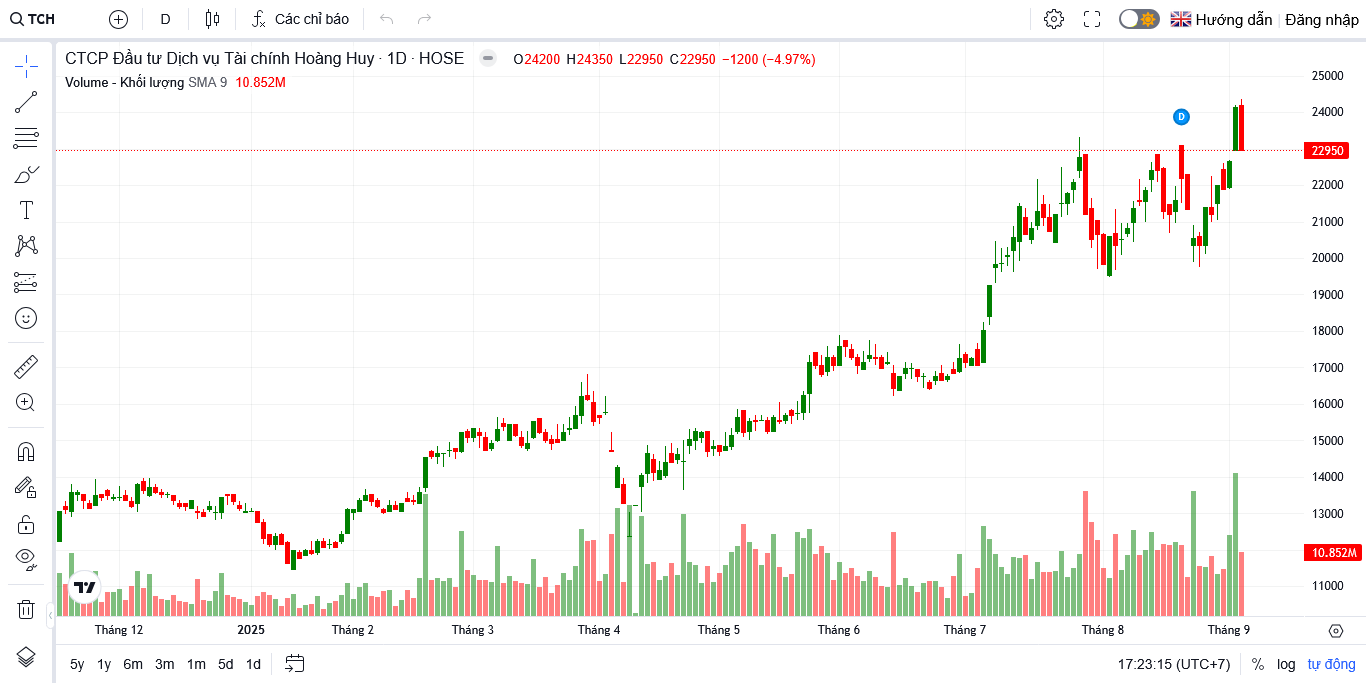 TCH D Các chỉ báo Hướng dẫn Đăng nhập
CTCP Đầu tư Dịch vụ Tài chính Hoàng Huy · 1D · HOSE O24200 H24350 L22950 C22950 −1200 (−4.97%)
Volume - Khối lượng SMA 9 10.852M
25000
24000
D
22950
22000
21000
20000
19000
18000
17000
16000
15000
14000
13000
10.852M
11000
Tháng 12 2025 Tháng 2 Tháng 3 Tháng 4 Tháng 5 Tháng 6 Tháng 7 Tháng 8 Tháng 9
5y 1y 6m 3m 1m 5d 1d 17:23:15 (UTC+7) % log tự động